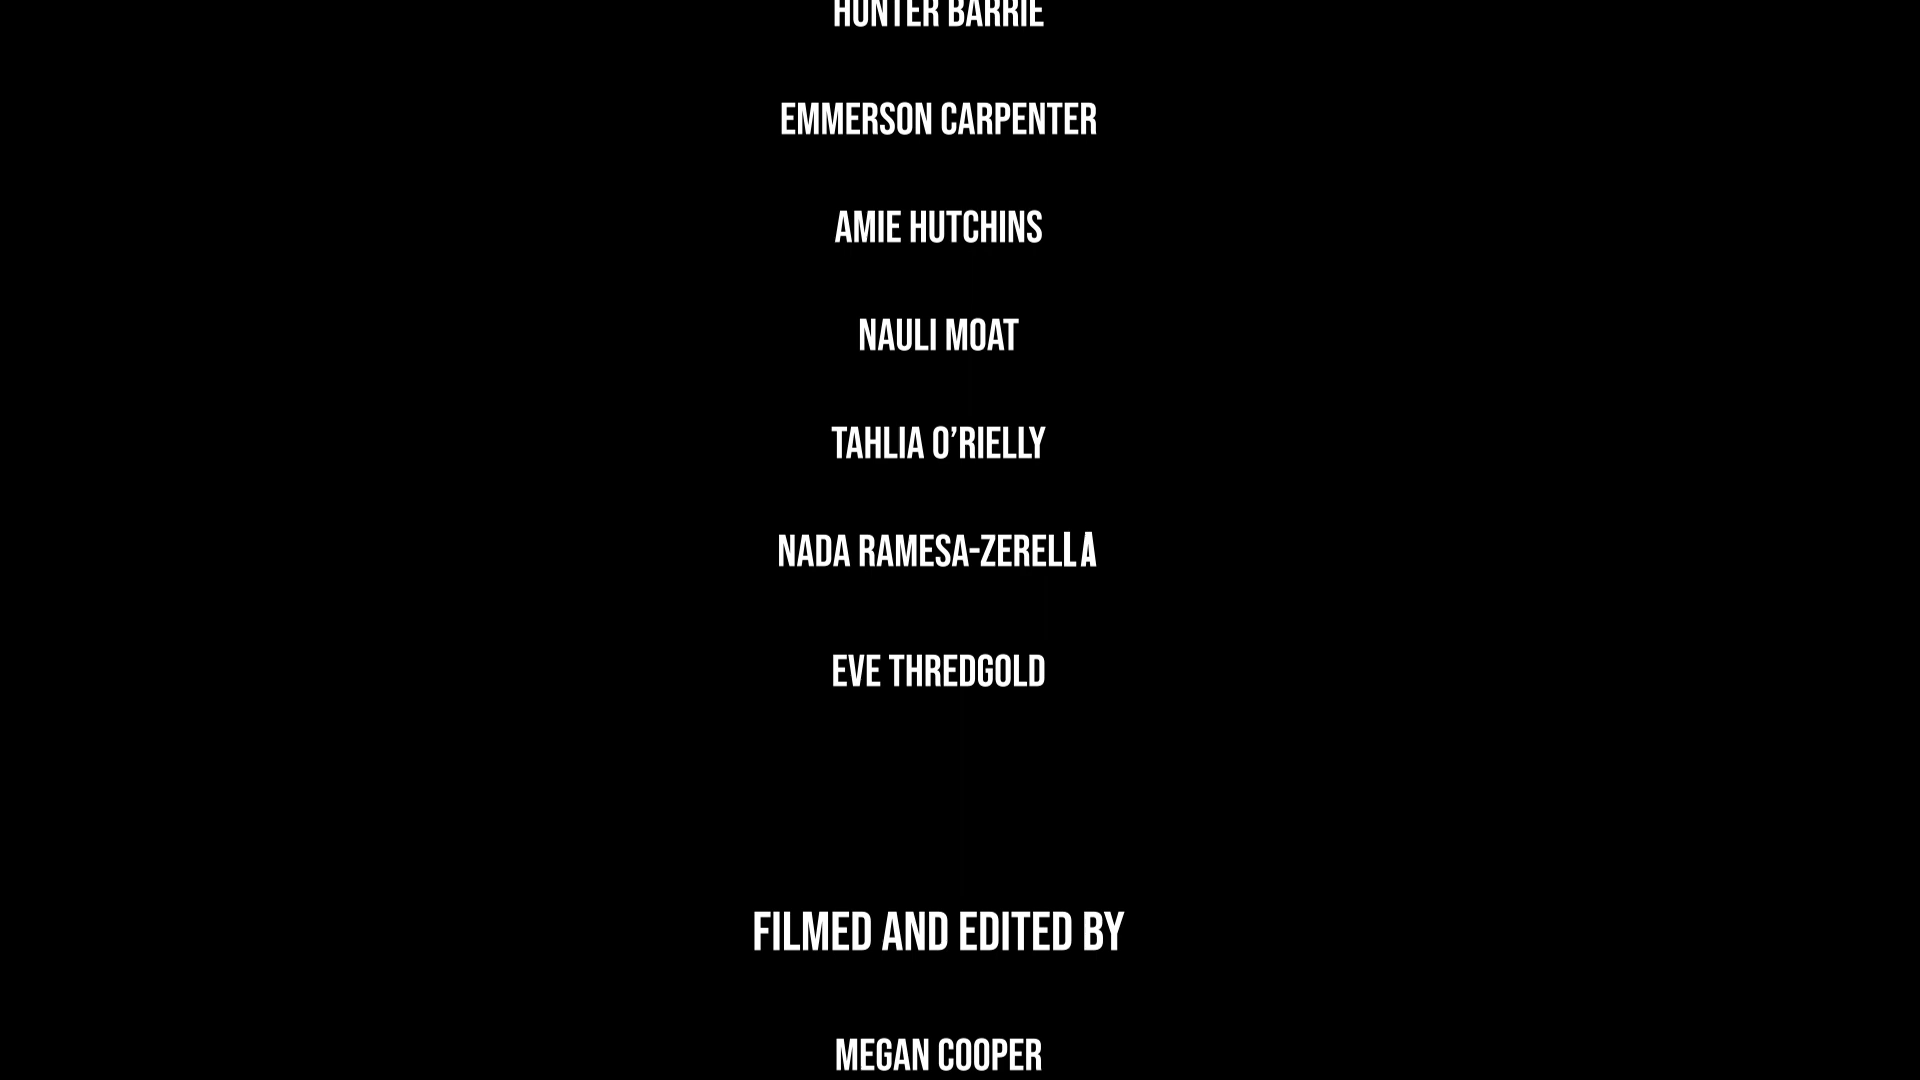 HUNTER BARRIE
EMMERSON CARPENTER
AMIE HUTCHINS
NAULI MOAT
TAHLIA O’RIELLY
NADA RAMESA-ZERELLA
EVE THREDGOLD
FILMED AND EDITED BY
MEGAN COOPER